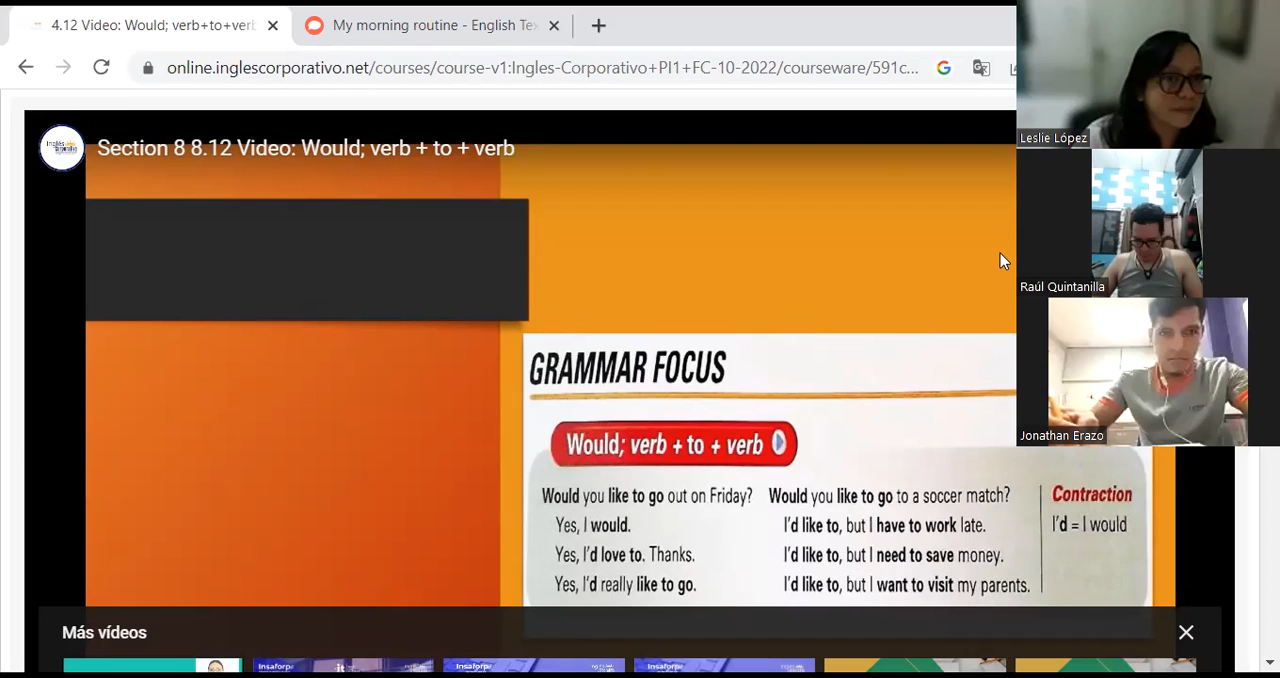 4.12 Video: Would; verb+to+verb
My morning routine - English Tex
online.inglescorporativo.net/courses/course-v1:Ingles-Corporativo+PI1+FC-10-2022/courseware/591c...
Section 8 8.12 Video: Would; verb + to + verb
Leslie López
Raúl Quintanilla
Jonathan Erazo
GRAMMAR FOCUS
Would; verb + to + verb
Would you like to go out on Friday?
Yes, I would.
Yes, I'd love to. Thanks.
Yes, I'd really like to go.
Would you like to go to a soccer match?
I'd like to, but I have to work late.
I'd like to, but I need to save money.
I'd like to, but I want to visit my parents.
Contraction
I'd = I would
Más vídeos